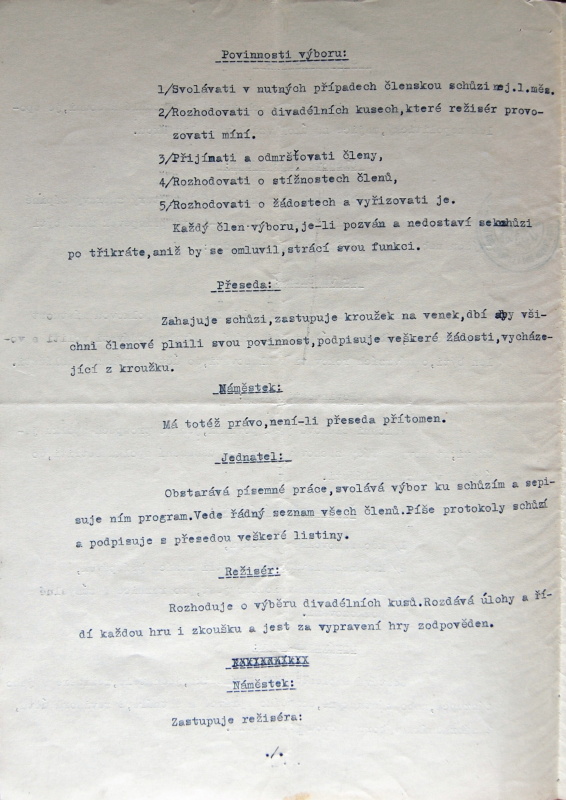 Povinnosti výboru:
1/Svolávati v nutných případech členskou schůzi nej.1.měs.
2/Rozhodovati o divadélních kusech,které režisér provo-
zovati míní.
3/Přijímati a odmršťovati členy,
4/Rozhodovati o stížnostech členů,
5/Rozhodovati o žádostech a vyřizovati je.
Každý člen výboru,je-li pozván a nedostaví se
po třikráte,aniž by se omluvil,strácí svou funkci.
Přeseda:
Zahajuje schůzi,zastupuje kroužek na venek,dbí aby vši-
chni členové plnili svou povinnost,podpisuje veškeré žádosti,vycháze-
jící z kroužku.
Náměstek:
Má totéž právo,není-li přeseda přítomen.
Jednatel:
Obstarává písemné práce,svolává výbor ku schůzím a sepi-
suje ním program.Vede řádný seznam všech členů.Píše protokoly schůzí
a podpisuje s přesedou veškeré listiny.
Režisér:
Rozhoduje o výběru divadélních kusů.Rozdává úlohy a ří-
dí každou hru i zkoušku a jest za vypravení hry zodpověden.
Náměstek:
Zastupuje režiséra:
./.